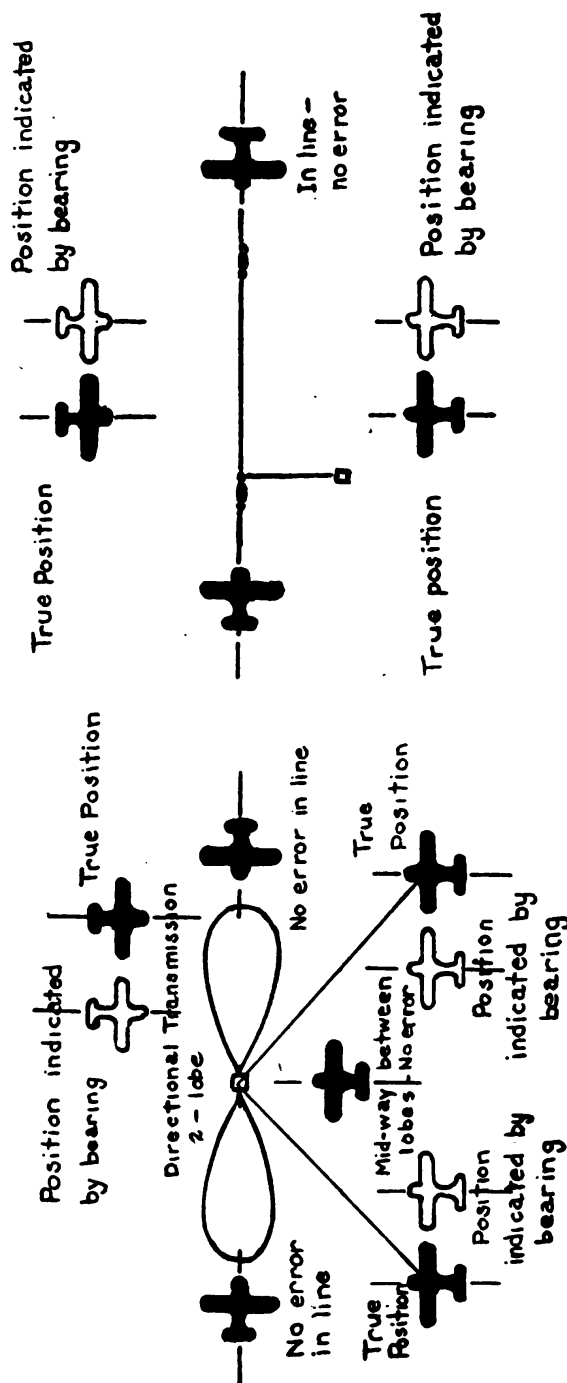 Position indicated
by bearing
True Position
Directional Transmission
2 - lobe
No error
in line
No error in line
Mid-way between
lobes - No error
True
Position
Position
indicated by
bearing
Position
indicated by
bearing
True
Position
True Position
Position indicated
by bearing
In line -
no error
True position
Position indicated
by bearing